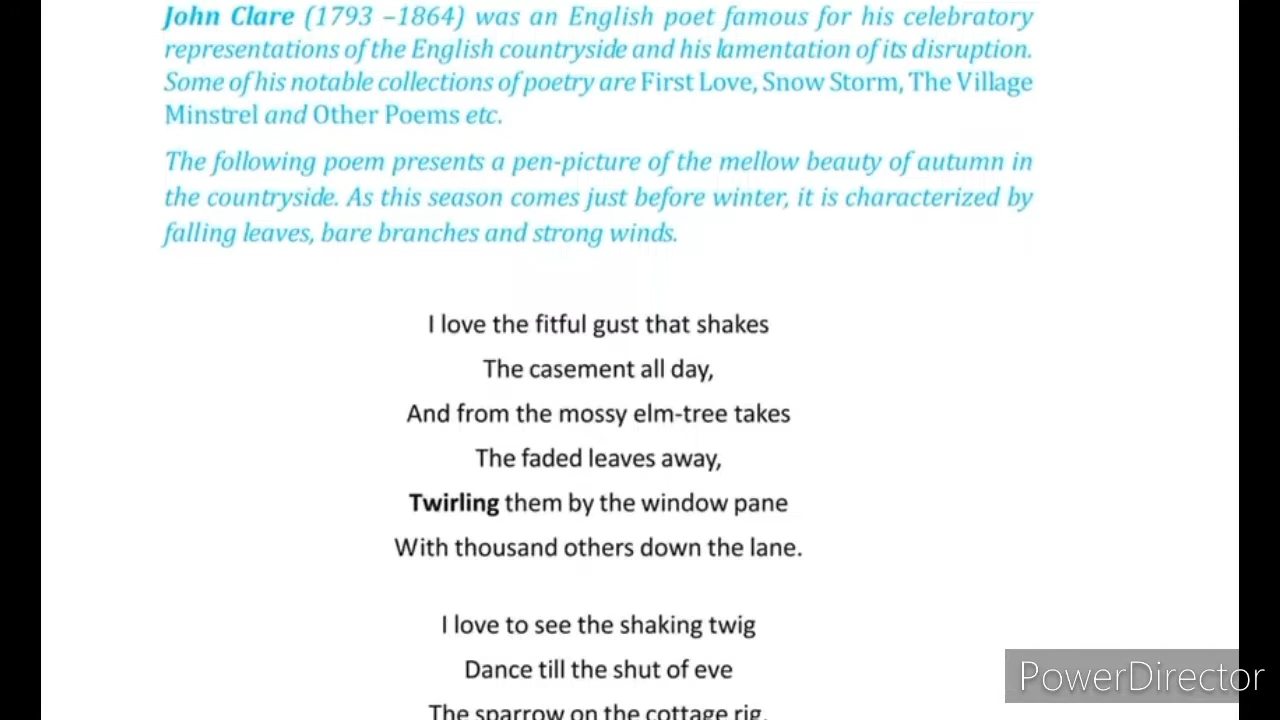 John Clare (1793 –1864) was an English poet famous for his celebratory
representations of the English countryside and his lamentation of its disruption.
Some of his notable collections of poetry are First Love, Snow Storm, The Village
Minstrel and Other Poems etc.
The following poem presents a pen-picture of the mellow beauty of autumn in
the countryside. As this season comes just before winter, it is characterized by
falling leaves, bare branches and strong winds.
I love the fitful gust that shakes
The casement all day,
And from the mossy elm-tree takes
The faded leaves away,
Twirling them by the window pane
With thousand others down the lane.
I love to see the shaking twig
Dance till the shut of eve
The sparrow on the cottage rig,
PowerDirector